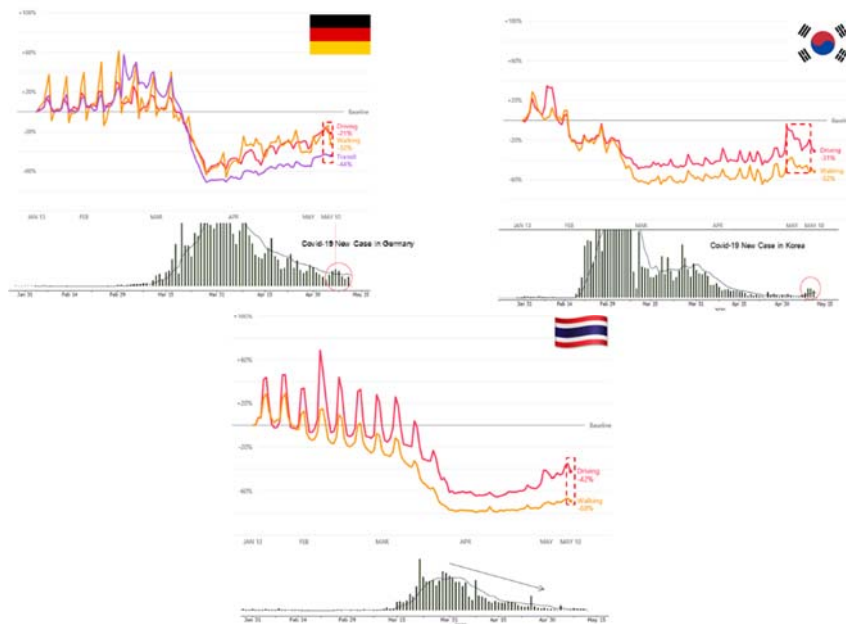 +100%
+60%
+20%
-20%
-60%
Baseline
Driving
-21%
Walking
Transit
-44%
JAN 13 FEB MAR APR MAY MAY 10
Covid-19 New Case in Germany
Jan 31 Feb 14 Feb 29 Mar 15 Mar 31 Apr 15 Apr 30 May 15
+100%
+60%
+20%
-20%
-60%
Baseline
Driving
Walking
JAN 13 FEB MAR APR MAY MAY 10
Covid-19 New Case in Korea
Jan 31 Feb 14 Feb 29 Mar 15 Mar 31 Apr 15 Apr 30 May 15
+100%
+60%
+20%
-20%
-60%
Baseline
Driving
-42%
Walking
JAN 13 FEB MAR APR MAY MAY 10
Jan 31 Feb 14 Feb 29 Mar 15 Mar 31 Apr 15 Apr 30 May 15